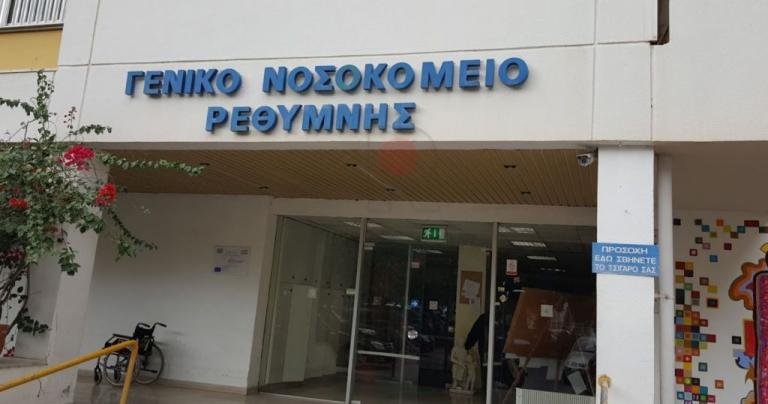 ΓΕΝΙΚΟ ΝΟΣΟΚΟΜΕΙΟ
ΡΕΘΥΜΝΗΣ
ΠΡΟΣΟΧΗ
ΕΔΩ ΣΒΗΝΕΤΕ
ΤΟ ΤΣΙΓΑΡΟ ΣΑΣ